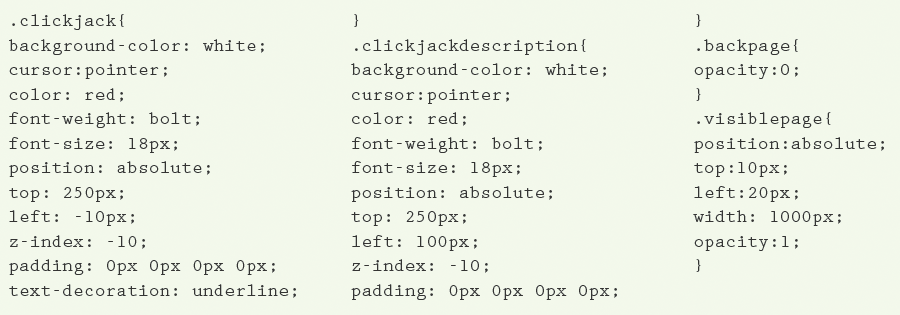 .clickjack{
background-color: white;
cursor:pointer;
color: red;
font-weight: bolt;
font-size: 18px;
position: absolute;
top: 250px;
left: -10px;
z-index: -10;
padding: 0px 0px 0px 0px;
text-decoration: underline;
}
.clickjackdescription{
background-color: white;
cursor:pointer;
color: red;
font-weight: bolt;
font-size: 18px;
position: absolute;
top: 250px;
left: 100px;
z-index: -10;
padding: 0px 0px 0px 0px;
}
.backpage{
opacity:0;
}
.visiblepage{
position:absolute;
top:10px;
left:20px;
width: 1000px;
opacity:1;
}